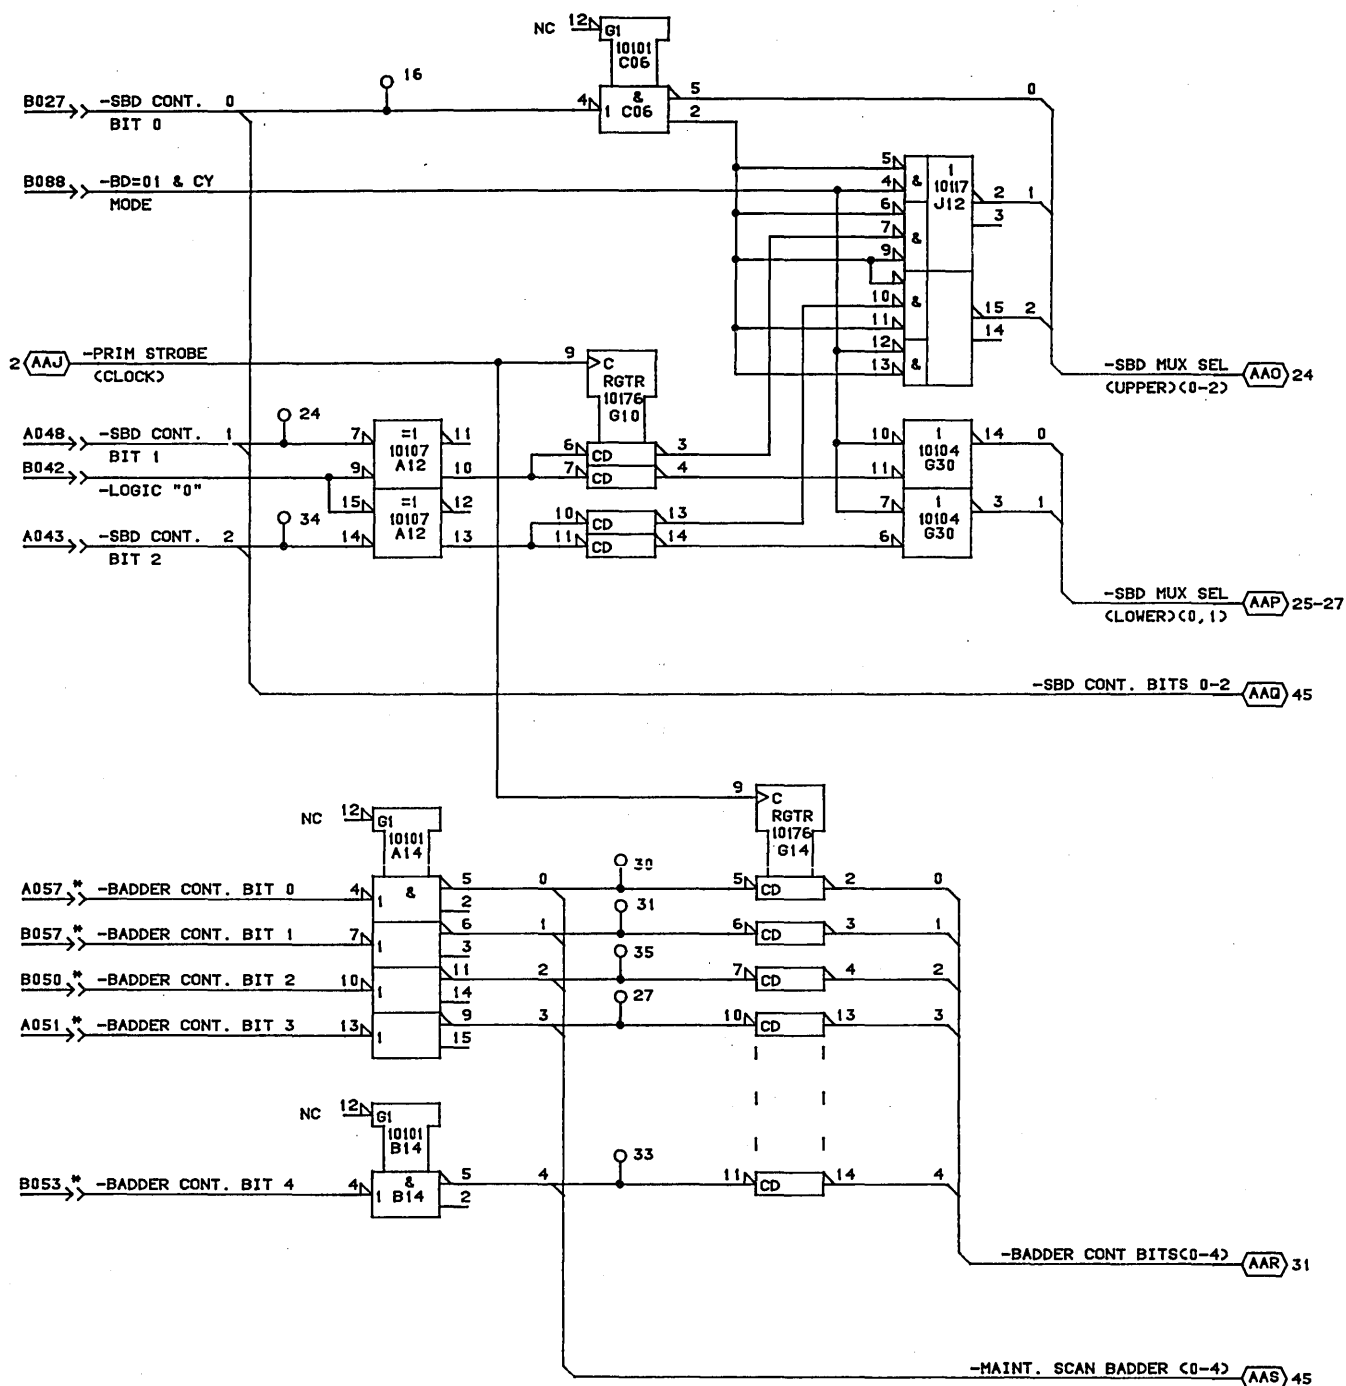 NC 12 G1
10101
C06
16
B027 -SBD CONT. 0
BIT 0
4 1 & 5 0
C06 2
B088 -BD=01 & CY
MODE
5 1
4 & 10117 2 1
6 J12 3
7 &
9
10 & 15 2
11 14
12
13 &
2 AAJ -PRIM STROBE
(CLOCK)
9 C
RGTR
10176
G10
-SBD MUX SEL AAO 24
(UPPER)(0-2)
24
A048 -SBD CONT. 1 7 =1 11
BIT 1 10107
A12
6 CD 3
10 1 14 0
10104
G30
B042 9 10 7 CD 4 11
-LOGIC "0"
15 =1 12
10107
A12
34
10 CD 13
7 1 3 1
10104
G30
A043 -SBD CONT. 2 14 13 11 CD 14 6
BIT 2
-SBD MUX SEL AAP 25-27
(LOWER)(0,1)
-SBD CONT. BITS 0-2 AAQ 45
NC 12 G1
10101
A14
9 C
RGTR
10176
G14
30
A057 * -BADDER CONT. BIT 0 4 1 & 5 0 5 CD 2 0
2
31
B057 * -BADDER CONT. BIT 1 7 1 6 1 6 CD 3 1
3
35
B050 * -BADDER CONT. BIT 2 10 1 11 2 7 CD 4 2
14
27
A051 * -BADDER CONT. BIT 3 13 1 9 3 10 CD 13 3
15
NC 12 G1
10101
B14
33
B053 * -BADDER CONT. BIT 4 4 1 & 5 4 11 CD 14 4
B14 2
-BADDER CONT BITS(0-4) AAR 31
-MAINT. SCAN BADDER (0-4) AAS 45